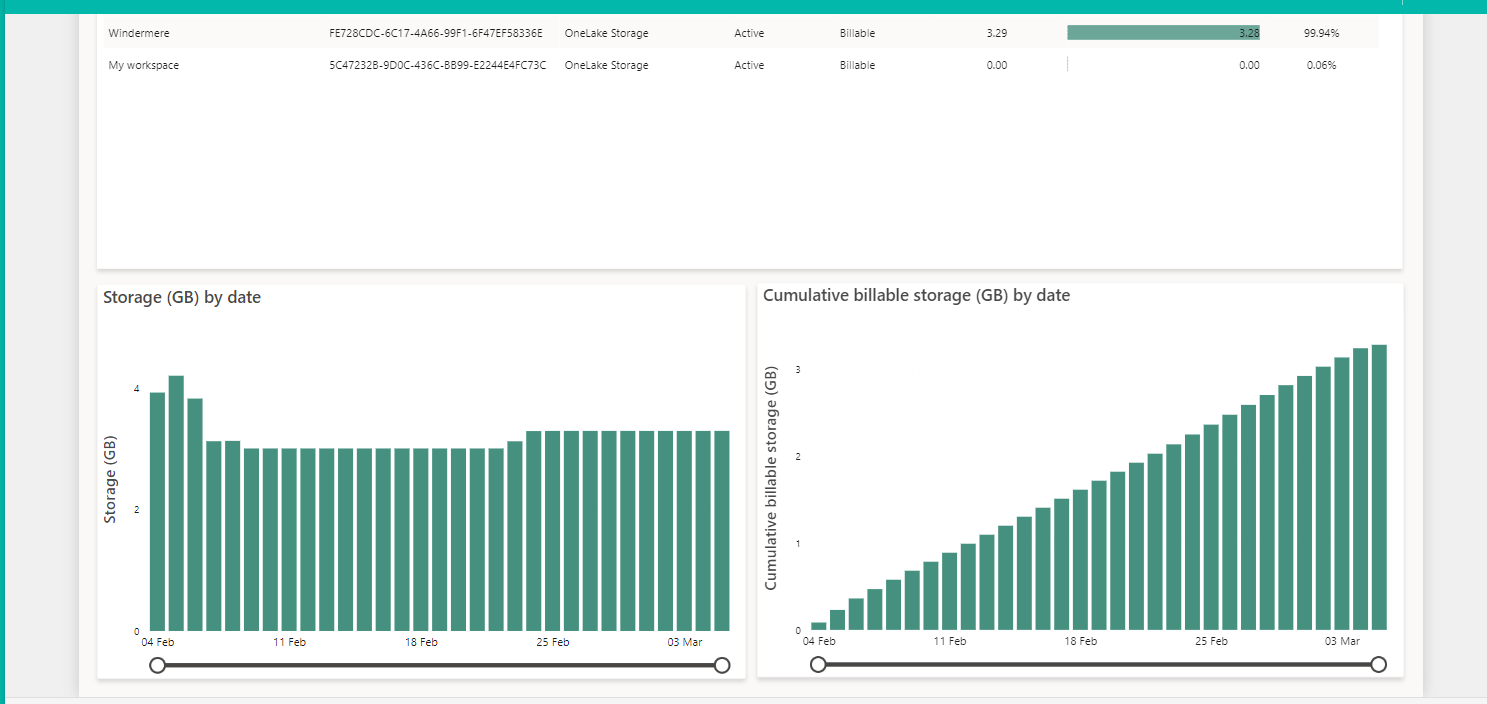 Windermere FE728CDC-6C17-4A66-99F1-6F47EF58336E OneLake Storage Active Billable 3.29 3.28 99.94%
My workspace 5C47232B-9D0C-436C-BB99-E2244E4FC73C OneLake Storage Active Billable 0.00 0.00 0.06%
Storage (GB) by date
Storage (GB)
4
2
0
04 Feb 11 Feb 18 Feb 25 Feb 03 Mar
Cumulative billable storage (GB) by date
Cumulative billable storage (GB)
3
2
1
0
04 Feb 11 Feb 18 Feb 25 Feb 03 Mar